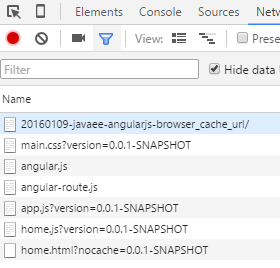 Elements Console Sources Netw
View: Prese
Filter Hide data
Name
20160109-javaee-angularjs-browser_cache_url/
main.css?version=0.0.1-SNAPSHOT
angular.js
angular-route.js
app.js?version=0.0.1-SNAPSHOT
home.js?version=0.0.1-SNAPSHOT
home.html?nocache=0.0.1-SNAPSHOT